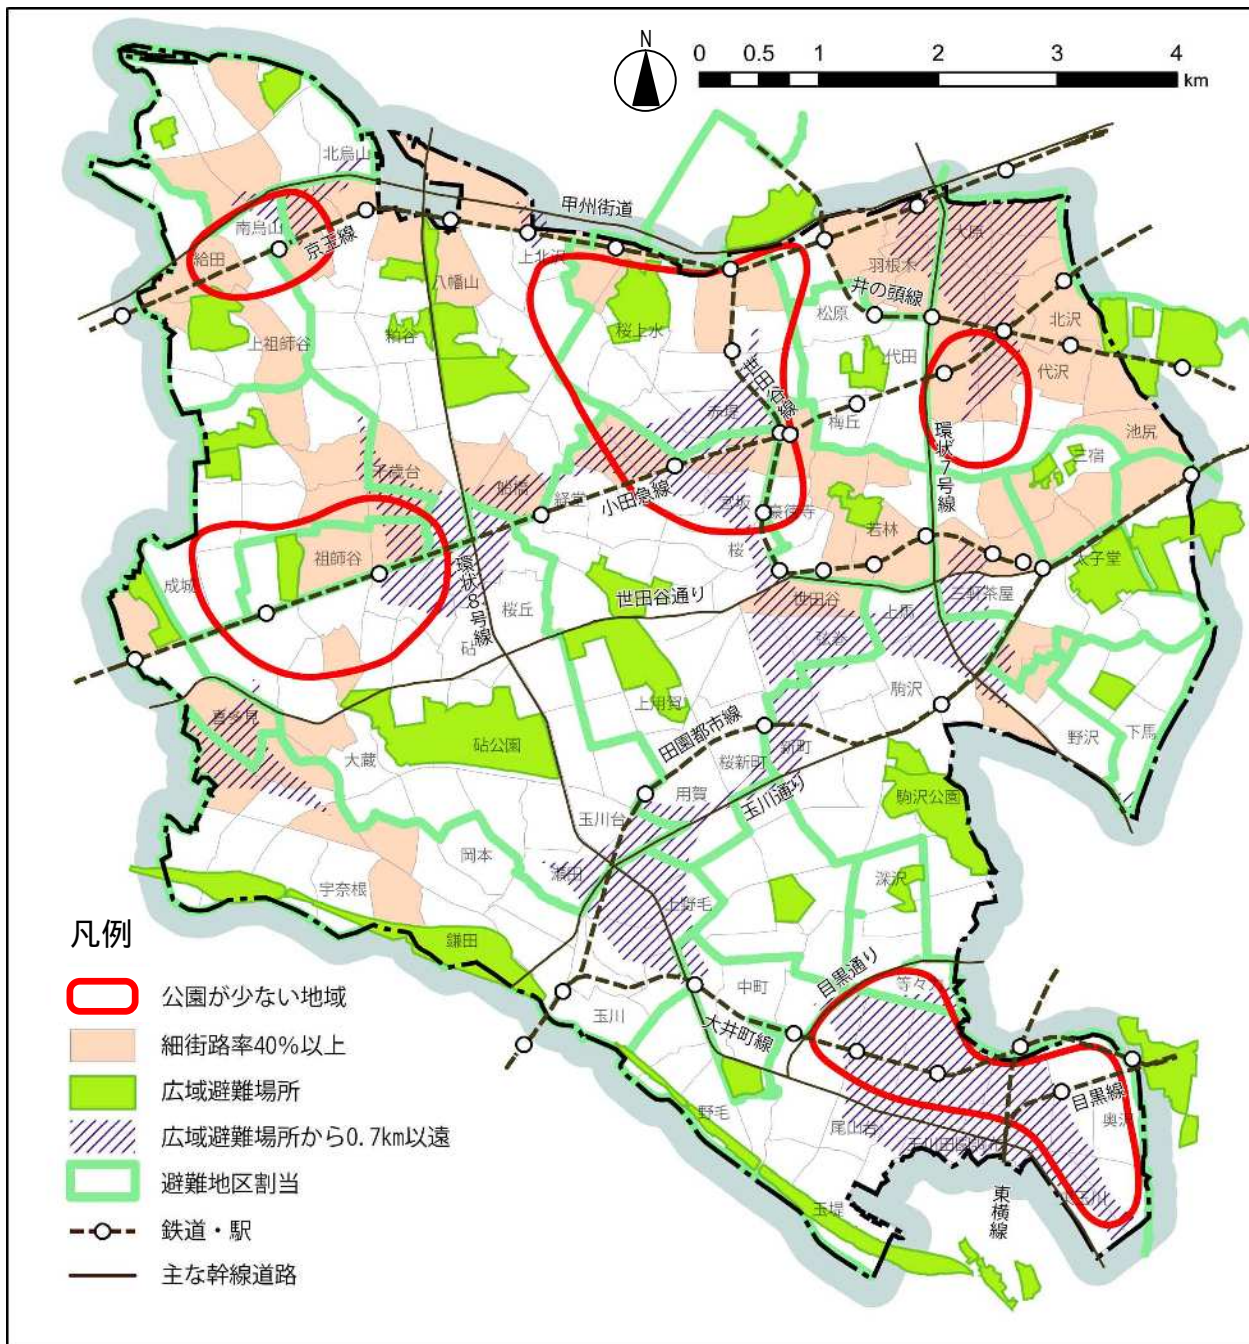 N
0 0.5 1 2 3 4
km
北烏山
甲州街道
南烏山
給田
京王線
上北沢
八幡山
大原
羽根木
井の頭線
松原
北沢
桜上水
粕谷
上祖師谷
代田
代沢
世田谷線
赤堤
梅丘
環状7号線
池尻
三宿
千歳台
船橋
経堂
小田急線
宮坂
豪徳寺
若林
桜
太子堂
祖師谷
成城
環状8号線
桜丘
世田谷通り
世田谷
上馬
三軒茶屋
砧
弦巻
駒沢
上用賀
喜多見
大蔵
砧公園
田園都市線
桜新町
新町
野沢
下馬
用賀
玉川通り
駒沢公園
玉川台
岡本
瀬田
深沢
宇奈根
上野毛
鎌田
凡例
公園が少ない地域
細街路率40%以上
広域避難場所
広域避難場所から0.7km以遠
避難地区割当
鉄道・駅
主な幹線道路
中町
目黒通り
等々力
玉川
大井町線
目黒線
奥沢
野毛
尾山台
玉川田園調布
東玉川
東横線
玉堤